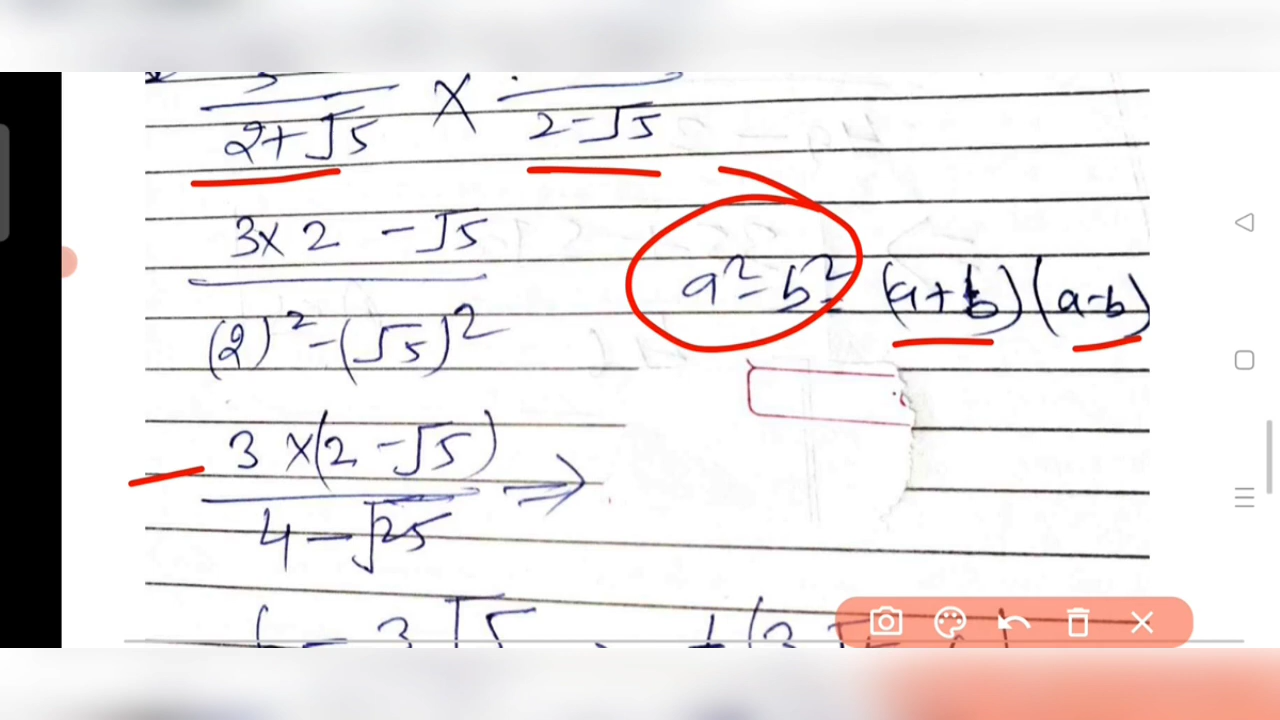 2+√5 × 2-√5
3×2 -√5
(2)²-(√5)²
a²-b²= (a+b)(a-b)
3 ×(2 -√5) ⇒
4-√25